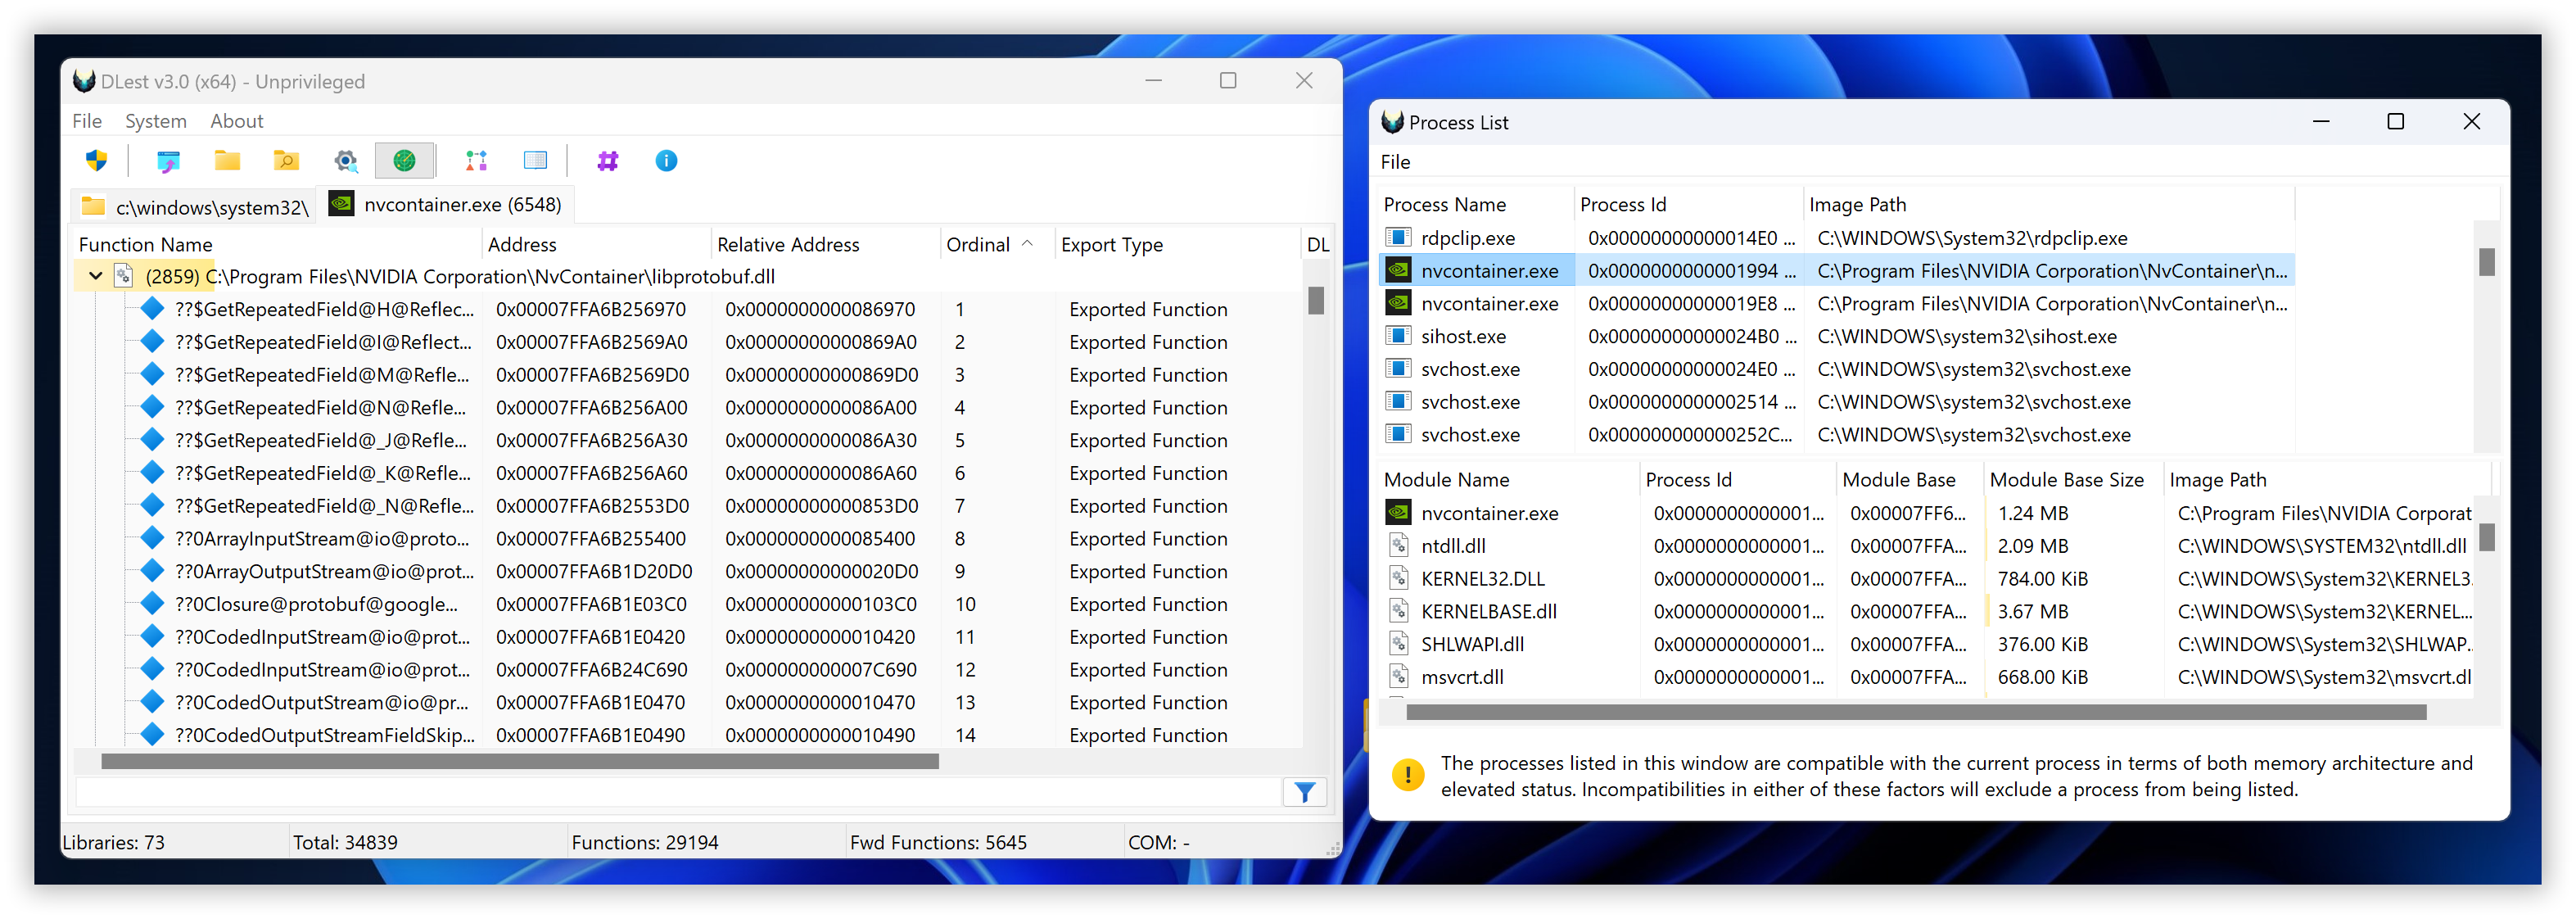 DLest v3.0 (x64) - Unprivileged
File System About
c:\windows\system32\ nvcontainer.exe (6548)
Function Name Address Relative Address Ordinal Export Type DL
(2859) C:\Program Files\NVIDIA Corporation\NvContainer\libprotobuf.dll
??$GetRepeatedField@H@Reflec... 0x00007FFA6B256970 0x0000000000086970 1 Exported Function
??$GetRepeatedField@I@Reflect... 0x00007FFA6B2569A0 0x00000000000869A0 2 Exported Function
??$GetRepeatedField@M@Refle... 0x00007FFA6B2569D0 0x00000000000869D0 3 Exported Function
??$GetRepeatedField@N@Refle... 0x00007FFA6B256A00 0x0000000000086A00 4 Exported Function
??$GetRepeatedField@_J@Refle... 0x00007FFA6B256A30 0x0000000000086A30 5 Exported Function
??$GetRepeatedField@_K@Refle... 0x00007FFA6B256A60 0x0000000000086A60 6 Exported Function
??$GetRepeatedField@_N@Refle... 0x00007FFA6B2553D0 0x00000000000853D0 7 Exported Function
??0ArrayInputStream@io@proto... 0x00007FFA6B255400 0x0000000000085400 8 Exported Function
??0ArrayOutputStream@io@prot... 0x00007FFA6B1D20D0 0x00000000000020D0 9 Exported Function
??0Closure@protobuf@google... 0x00007FFA6B1E03C0 0x00000000000103C0 10 Exported Function
??0CodedInputStream@io@prot... 0x00007FFA6B1E0420 0x0000000000010420 11 Exported Function
??0CodedInputStream@io@prot... 0x00007FFA6B24C690 0x000000000007C690 12 Exported Function
??0CodedOutputStream@io@pr... 0x00007FFA6B1E0470 0x0000000000010470 13 Exported Function
??0CodedOutputStreamFieldSkip... 0x00007FFA6B1E0490 0x0000000000010490 14 Exported Function
Libraries: 73 Total: 34839 Functions: 29194 Fwd Functions: 5645 COM: -
Process List
File
Process Name Process Id Image Path
rdpclip.exe 0x00000000000014E0 ... C:\WINDOWS\System32\rdpclip.exe
nvcontainer.exe 0x0000000000001994 ... C:\Program Files\NVIDIA Corporation\NvContainer\n...
nvcontainer.exe 0x00000000000019E8 ... C:\Program Files\NVIDIA Corporation\NvContainer\n...
sihost.exe 0x00000000000024B0 ... C:\WINDOWS\system32\sihost.exe
svchost.exe 0x00000000000024E0 ... C:\WINDOWS\system32\svchost.exe
svchost.exe 0x0000000000002514 ... C:\WINDOWS\system32\svchost.exe
svchost.exe 0x000000000000252C... C:\WINDOWS\system32\svchost.exe
Module Name Process Id Module Base Module Base Size Image Path
nvcontainer.exe 0x0000000000001... 0x00007FF6... 1.24 MB C:\Program Files\NVIDIA Corporat
ntdll.dll 0x0000000000001... 0x00007FFA... 2.09 MB C:\WINDOWS\SYSTEM32\ntdll.dll
KERNEL32.DLL 0x0000000000001... 0x00007FFA... 784.00 KiB C:\WINDOWS\System32\KERNEL3.
KERNELBASE.dll 0x0000000000001... 0x00007FFA... 3.67 MB C:\WINDOWS\System32\KERNEL...
SHLWAPI.dll 0x0000000000001... 0x00007FFA... 376.00 KiB C:\WINDOWS\System32\SHLWAP..
msvcrt.dll 0x0000000000001... 0x00007FFA... 668.00 KiB C:\WINDOWS\System32\msvcrt.dl
The processes listed in this window are compatible with the current process in terms of both memory architecture and
elevated status. Incompatibilities in either of these factors will exclude a process from being listed.